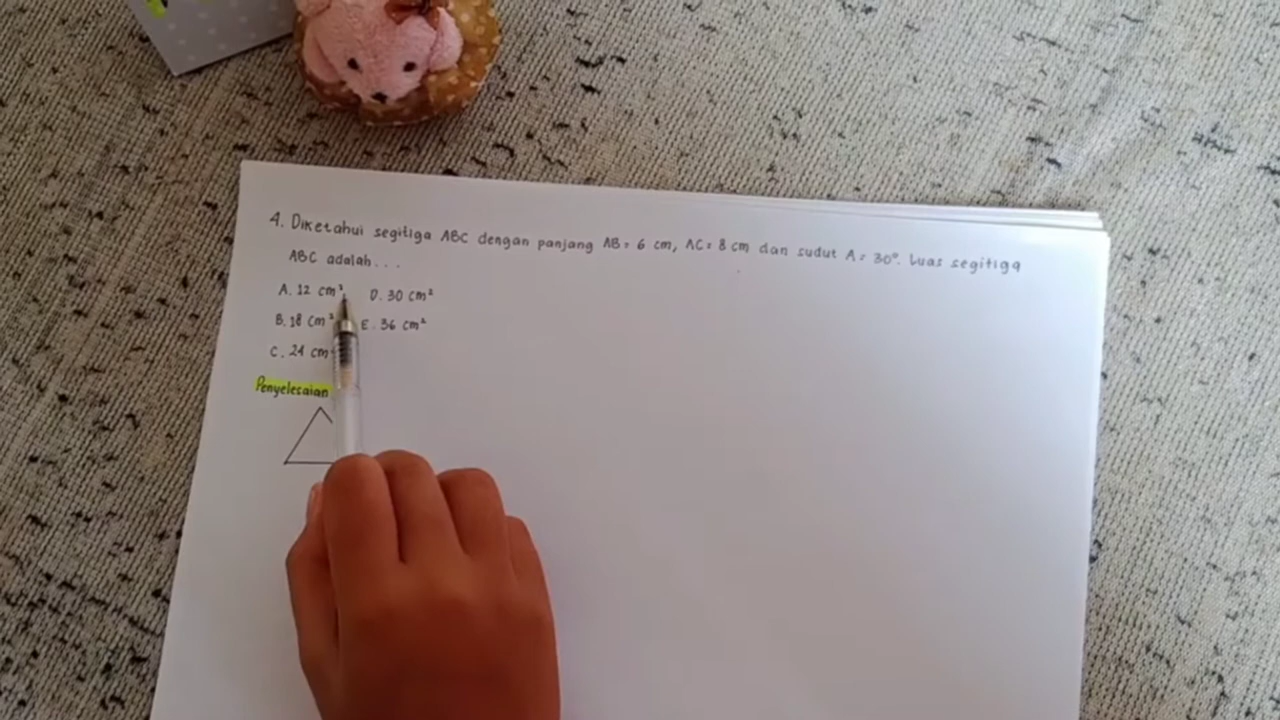 4. Diketahui segitiga ABC dengan panjang AB = 6 cm, AC = 8 cm dan sudut A = 30°. Luas segitiga
ABC adalah...
A. 12 cm² D. 30 cm²
B. 18 cm² E. 36 cm²
C. 24 cm
Penyelesaian